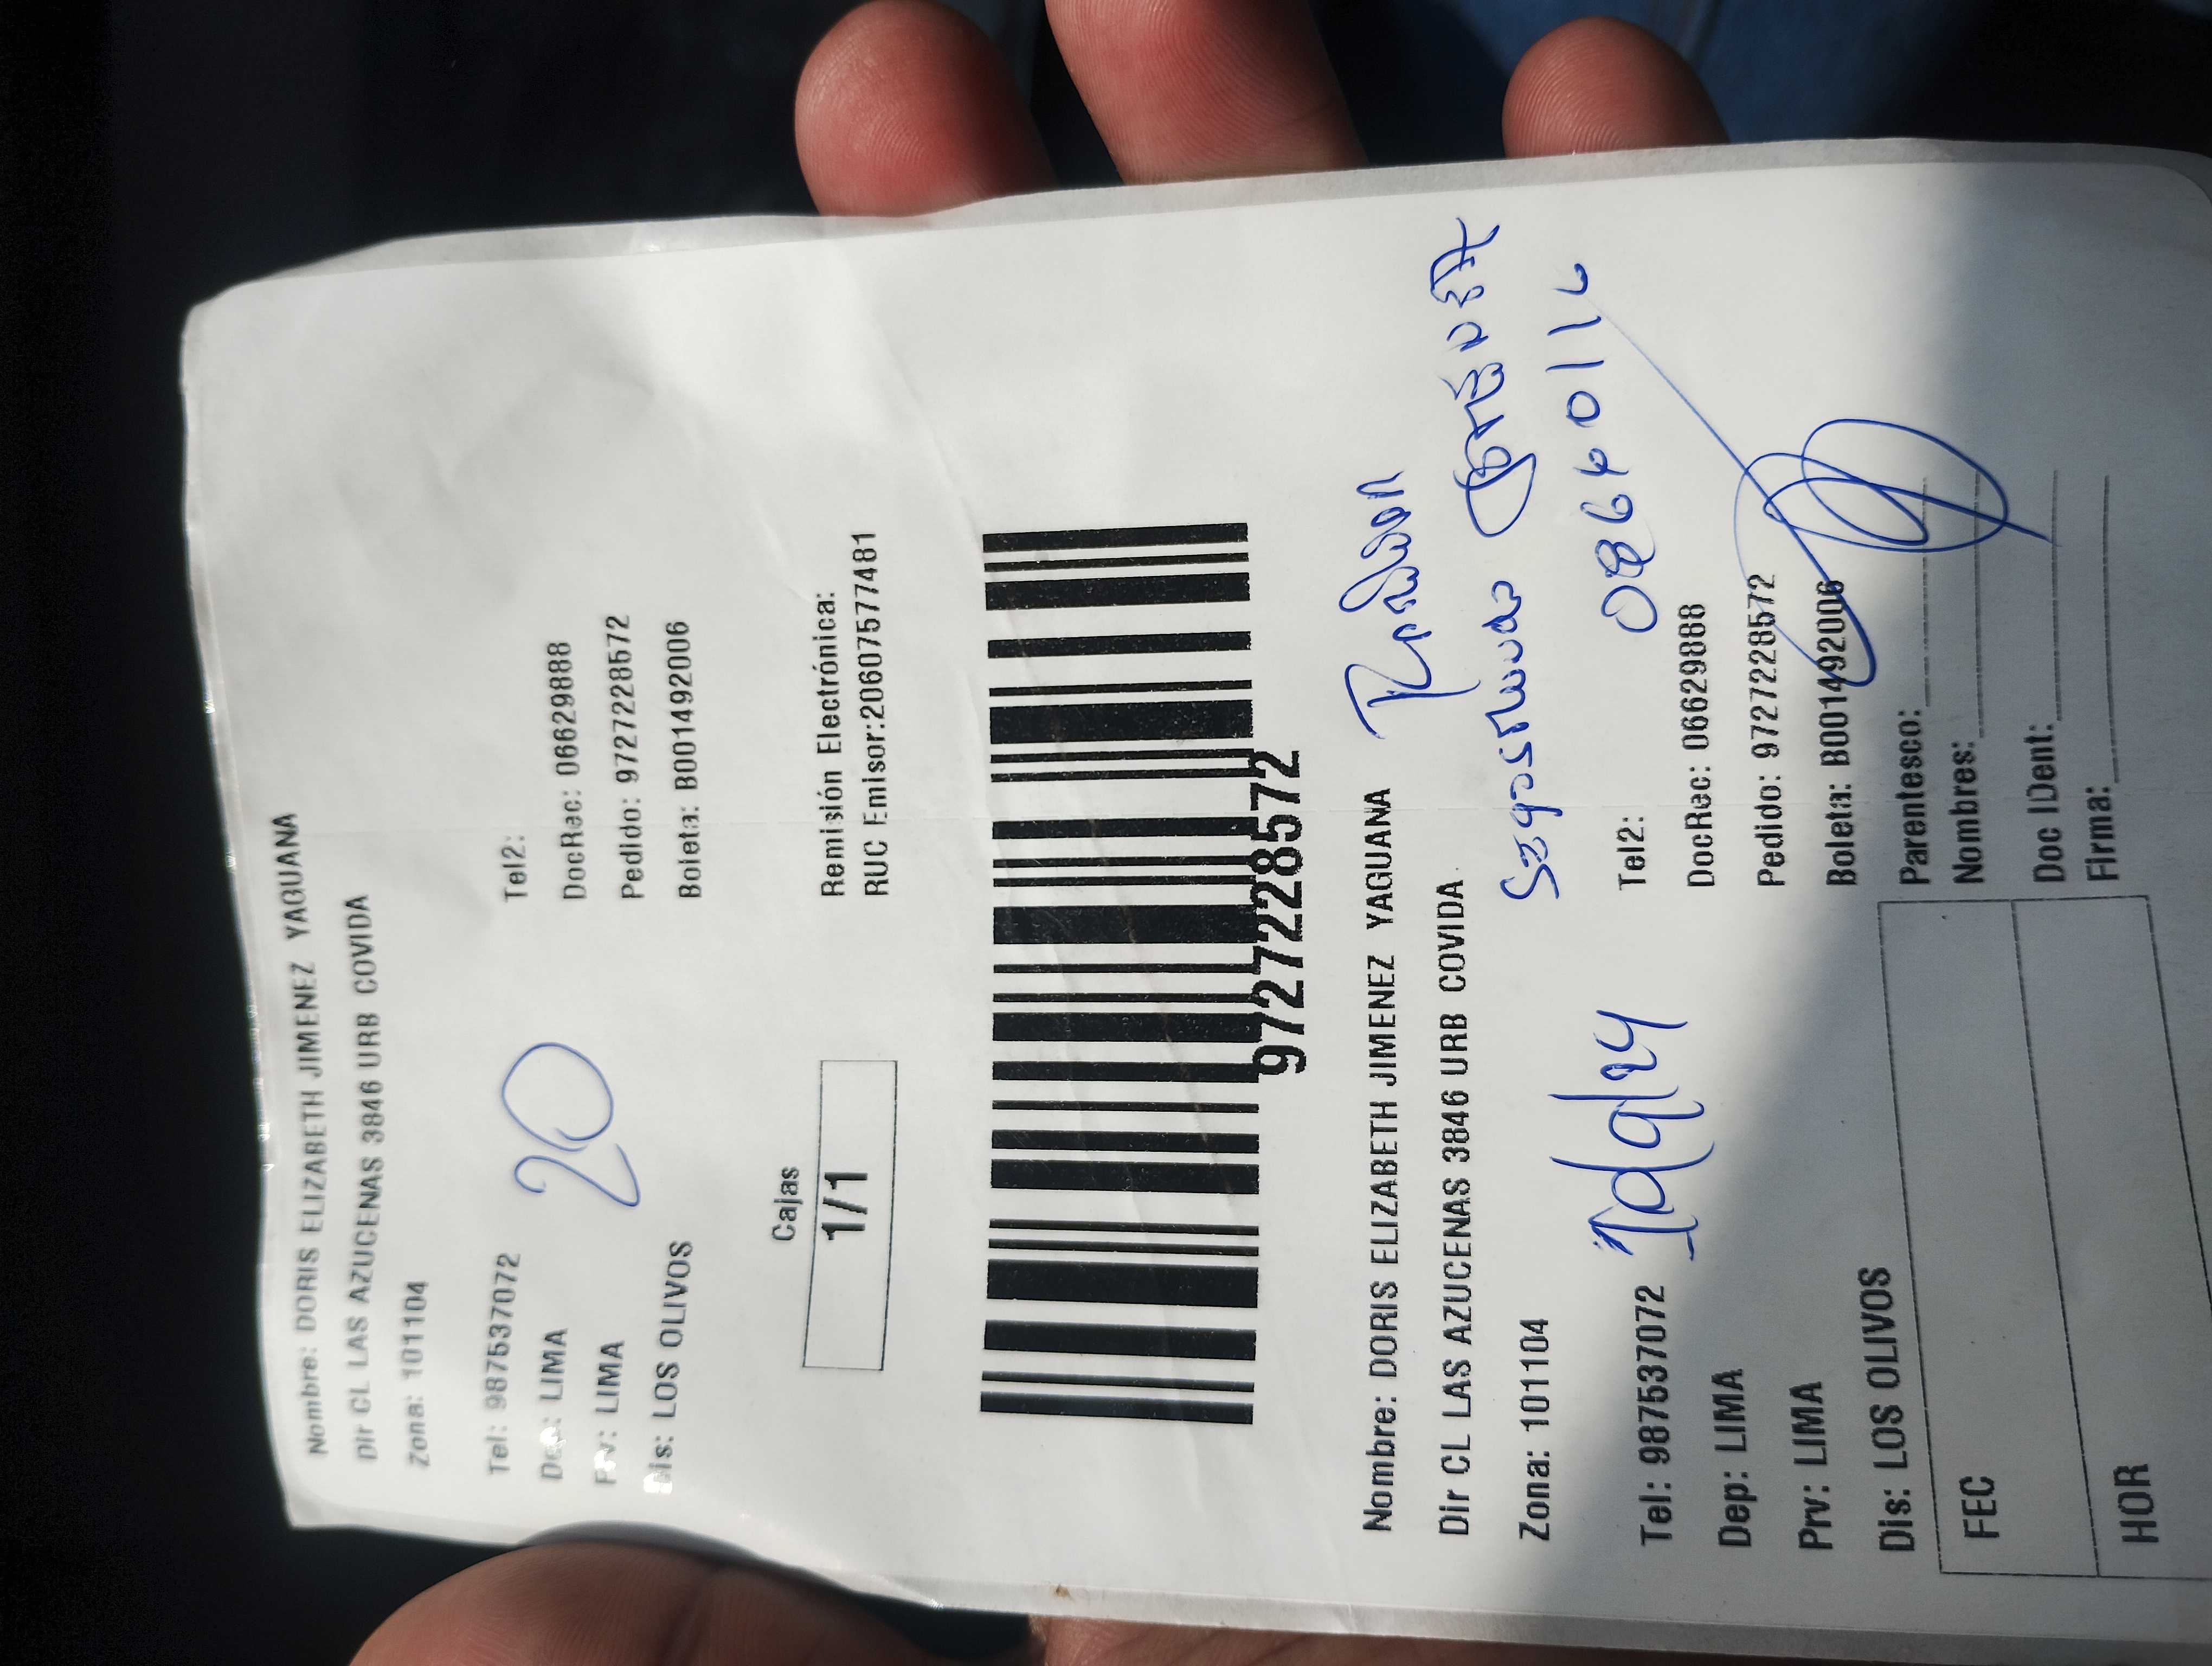 Nombre: DORIS ELIZABETH JIMENEZ YAGUANA
Dir CL LAS AZUCENAS 3846 URB COVIDA
Zona: 101104
Tel: 987537072 Tel2:
Dep: LIMA 20 DocRec: 06629888
Prv: LIMA Pedido: 9727228572
Dis: LOS OLIVOS Boleta: B001492006
Cajas
1/1
Remisión Electrónica:
RUC Emisor:20607577481
9727228572
Nombre: DORIS ELIZABETH JIMENEZ YAGUANA
Dir CL LAS AZUCENAS 3846 URB COVIDA
Zona: 101104
Tel: 987537072 Tel2:
Dep: LIMA DocRec: 06629888
Prv: LIMA Pedido: 9727228572
Dis: LOS OLIVOS Boleta: B001492006
FEC Parentesco:
Nombres:
HOR Doc IDent:
Firma: